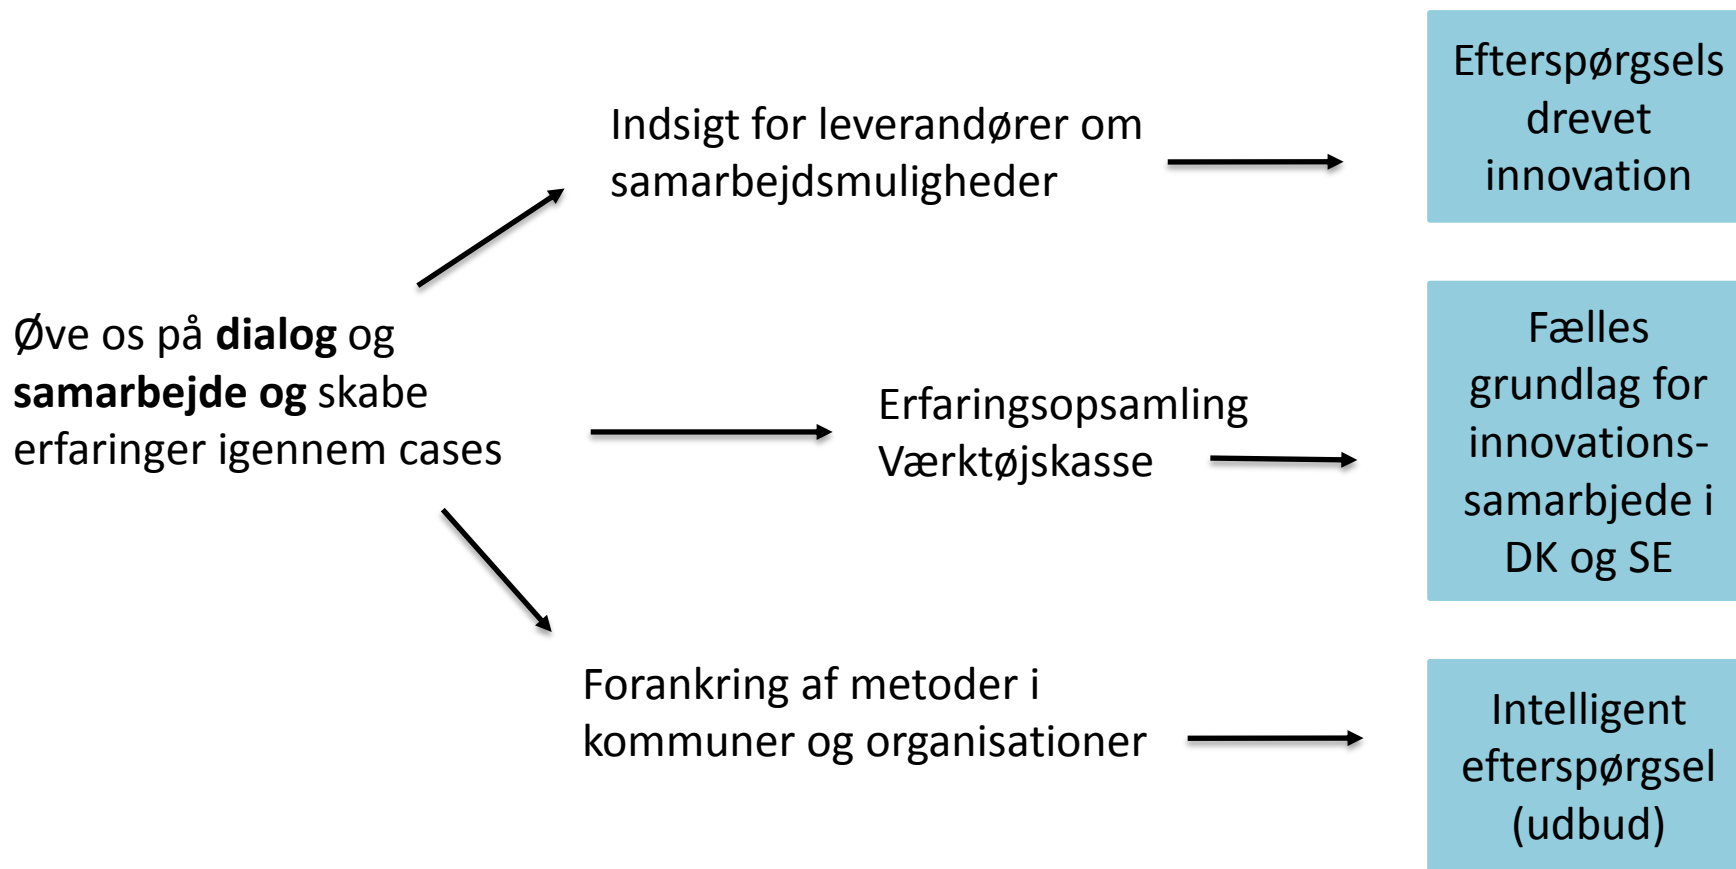 Øve os på dialog og
samarbejde og skabe
erfaringer igennem cases
Indsigt for leverandører om
samarbejdsmuligheder
Efterspørgsels
drevet
innovation
Erfaringsopsamling
Værktøjskasse
Fælles
grundlag for
innovations-
samarbjede i
DK og SE
Forankring af metoder i
kommuner og organisationer
Intelligent
efterspørgsel
(udbud)